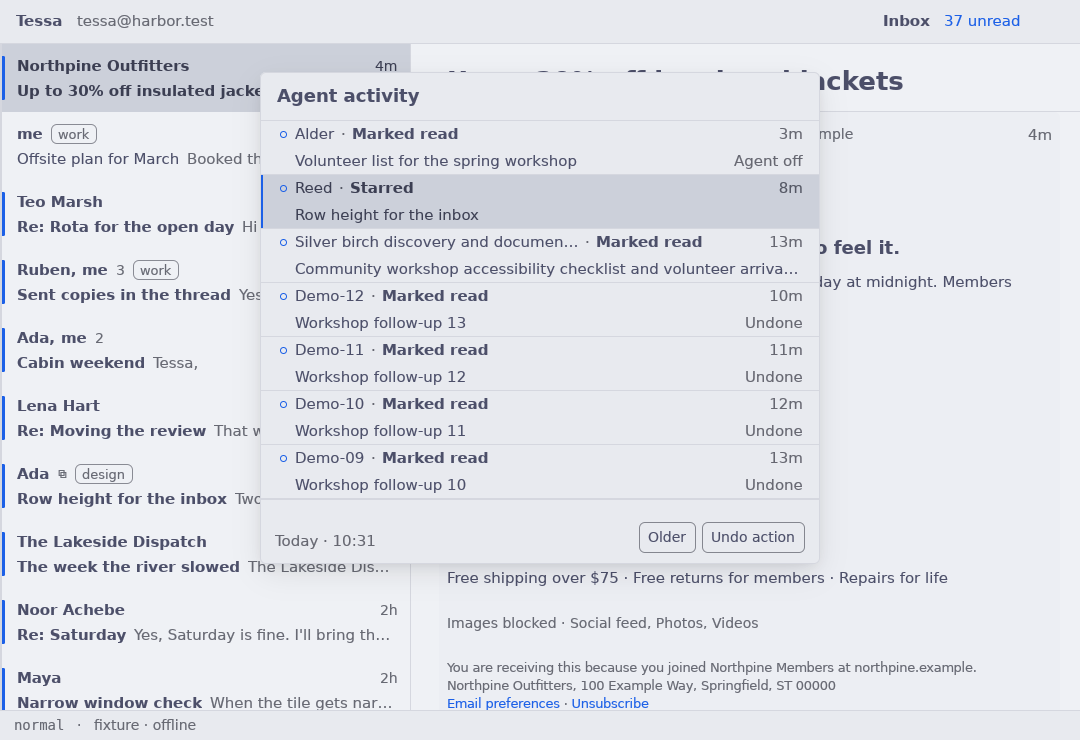 Tessa tessa@harbor.test Inbox 37 unread
Northpine Outfitters 4m
Up to 30% off insulated
me work
Offsite plan for March Booked
Teo Marsh
Re: Rota for the open day Hi
Ruben, me 3 work
Sent copies in the thread Yes
Ada, me 2
Cabin weekend Tessa,
Lena Hart
Re: Moving the review That
Ada design
Row height for the inbox
The Lakeside Dispatch
The week the river slowed The Lakeside Dis…
Noor Achebe 2h
Re: Saturday Yes, Saturday is fine. I'll bring th…
Maya 2h
Narrow window check When the tile gets nar…
Agent activity
Alder · Marked read 3m
Volunteer list for the spring workshop Agent off
Reed · Starred 8m
Row height for the inbox
Silver birch discovery and documen… · Marked read 13m
Community workshop accessibility checklist and volunteer arriva…
Demo-12 · Marked read 10m
Workshop follow-up 13 Undone
Demo-11 · Marked read 11m
Workshop follow-up 12 Undone
Demo-10 · Marked read 12m
Workshop follow-up 11 Undone
Demo-09 · Marked read 13m
Workshop follow-up 10 Undone
Today · 10:31 Older Undo action
4m
feel it.
at midnight. Members
Free shipping over $75 · Free returns for members · Repairs for life
Images blocked · Social feed, Photos, Videos
You are receiving this because you joined Northpine Members at northpine.example.
Northpine Outfitters, 100 Example Way, Springfield, ST 00000
Email preferences · Unsubscribe
normal · fixture · offline